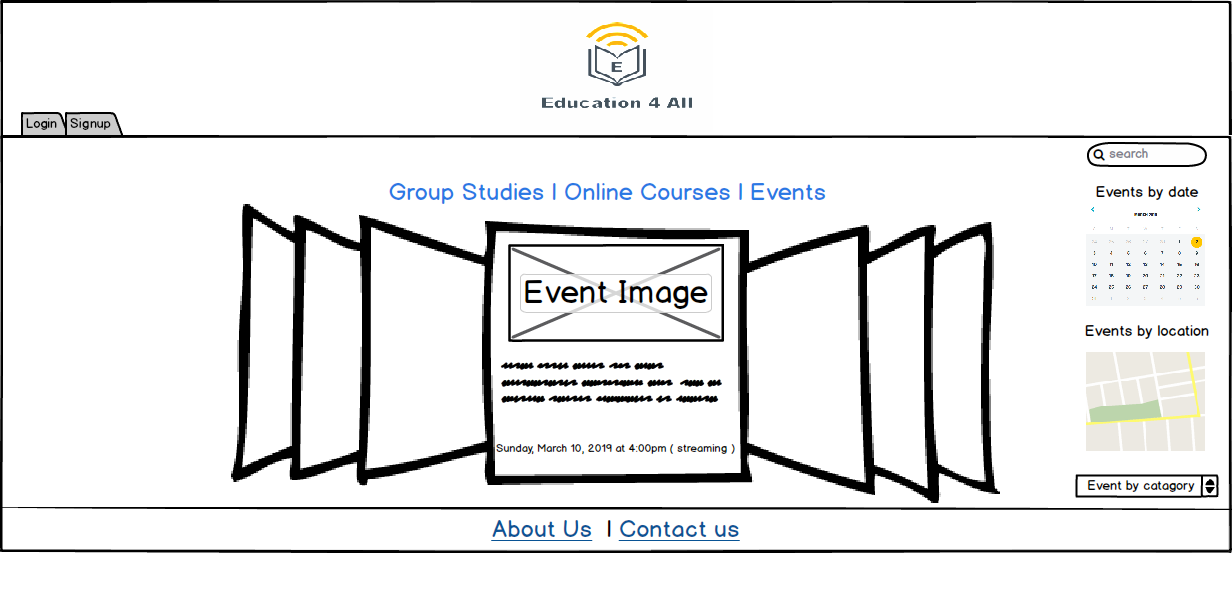 E
Education 4 All
Login Signup
search
Group Studies | Online Courses | Events
Events by date
Event Image
Sunday, March 10, 2019 at 4:00pm ( streaming )
Events by location
Event by catagory
About Us | Contact us